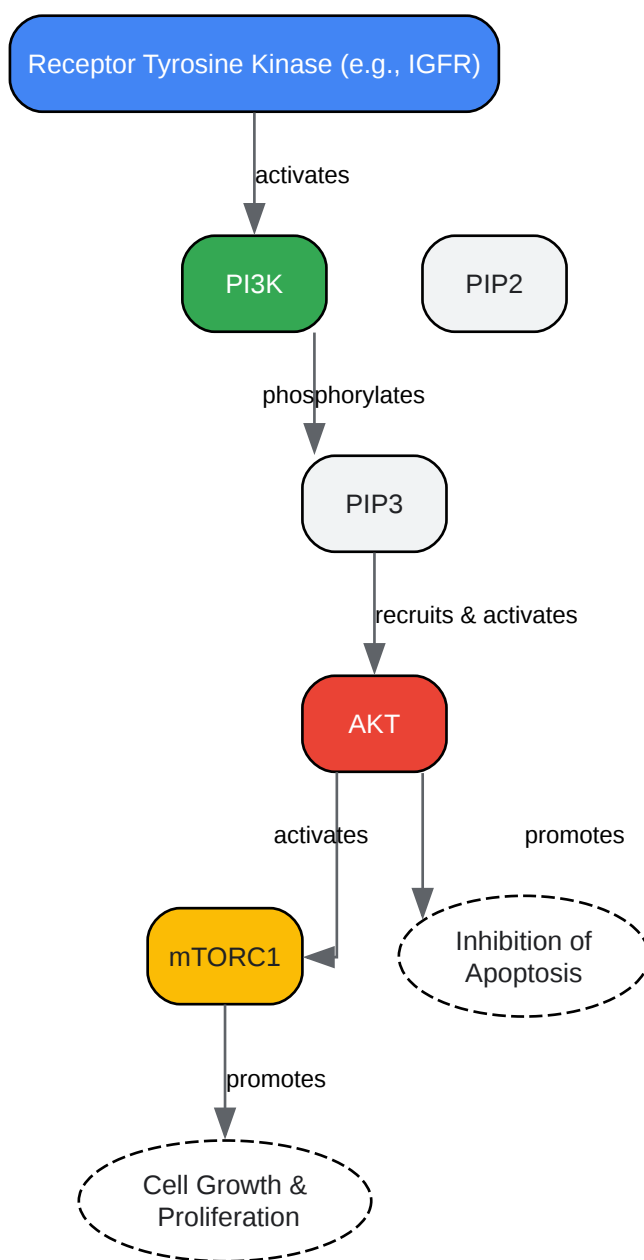 Receptor Tyrosine Kinase (e.g., IGFR)
activates
PI3K
PIP2
phosphorylates
PIP3
recruits & activates
AKT
activates
promotes
mTORC1
Inhibition of
Apoptosis
promotes
Cell Growth &
Proliferation